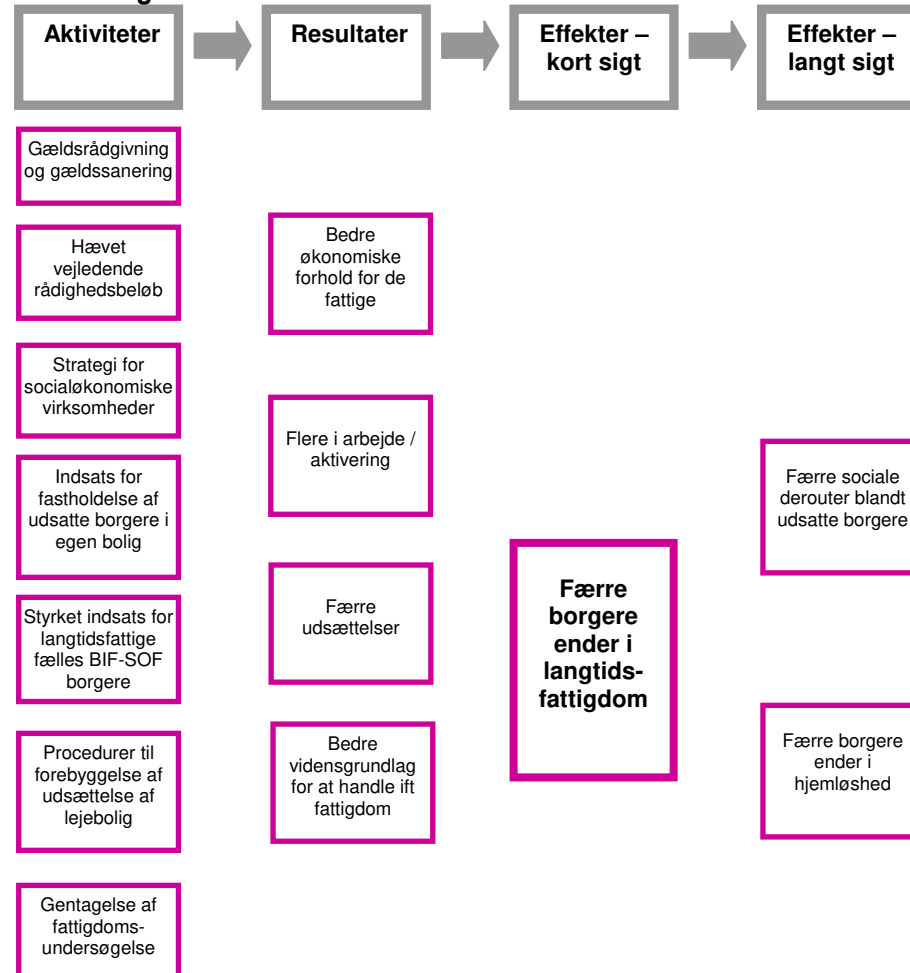 Aktiviteter
Resultater
Effekter –
kort sigt
Effekter –
langt sigt
Gældsrådgivning
og gældssanering
Hævet
vejledende
rådighedsbeløb
Strategi for
socialøkonomiske
virksomheder
Indsats for
fastholdelse af
udsatte borgere i
egen bolig
Styrket indsats for
langtidsfattige
fælles BIF-SOF
borgere
Procedurer til
forebyggelse af
udsættelse af
lejebolig
Gentagelse af
fattigdoms-
undersøgelse
Bedre
økonomiske
forhold for de
fattige
Flere i arbejde /
aktivering
Færre
udsættelser
Bedre
vidensgrundlag
for at handle ift
fattigdom
Færre
borgere
ender i
langtids-
fattigdom
Færre sociale
derouter blandt
udsatte borgere
Færre borgere
ender i
hjemløshed